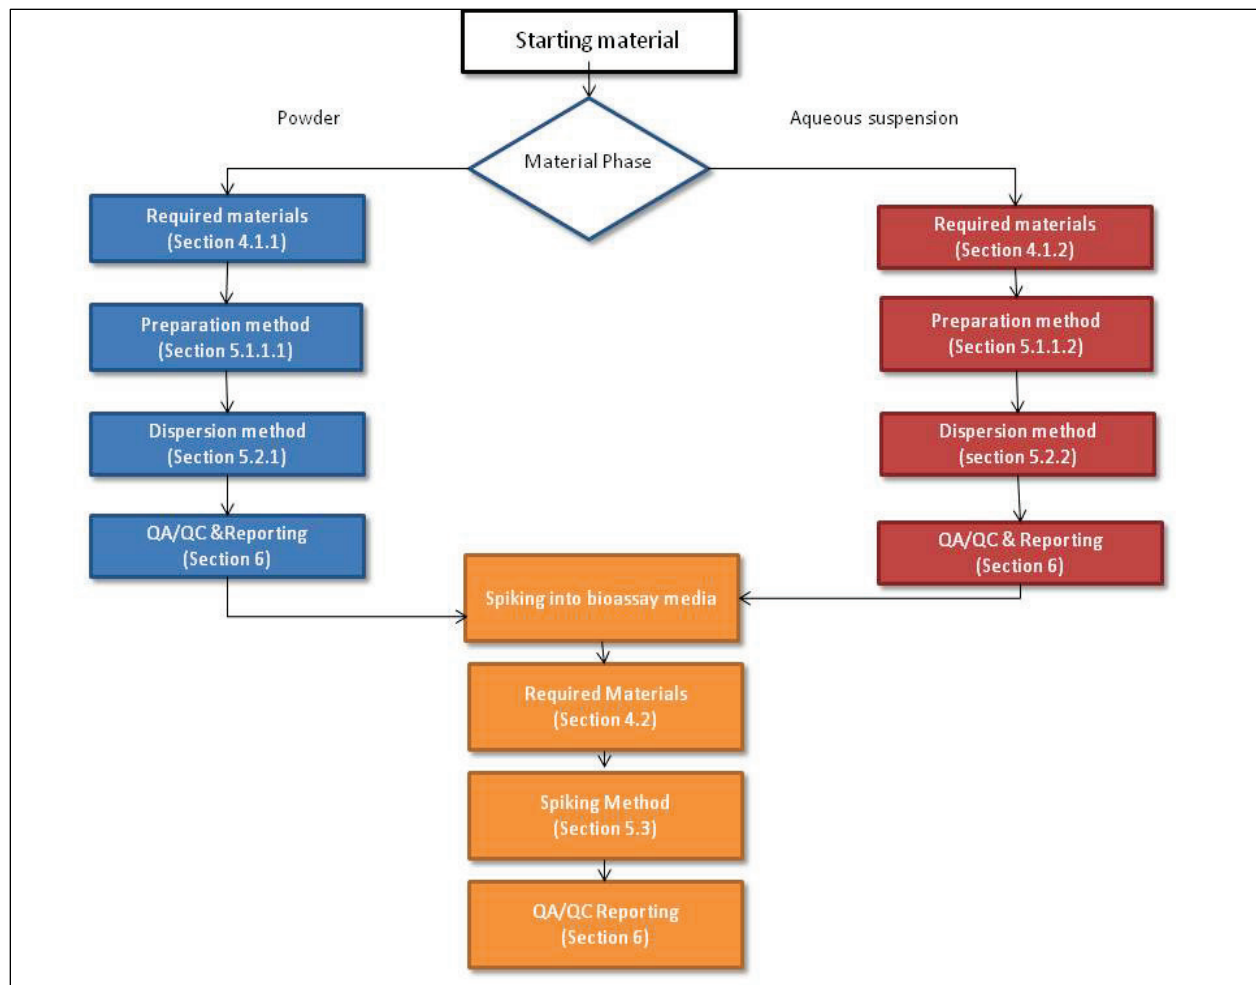 Starting material
Powder
Aqueous suspension
Material Phase
Required materials
(Section 4.1.1)
Preparation method
(Section 5.1.1.1)
Dispersion method
(Section 5.2.1)
QA/QC &Reporting
(Section 6)
Required materials
(Section 4.1.2)
Preparation method
(Section 5.1.1.2)
Dispersion method
(section 5.2.2)
QA/QC & Reporting
(Section 6)
Spiking into bioassay media
Required Materials
(Section 4.2)
Spiking Method
(Section 5.3)
QA/QC Reporting
(Section 6)